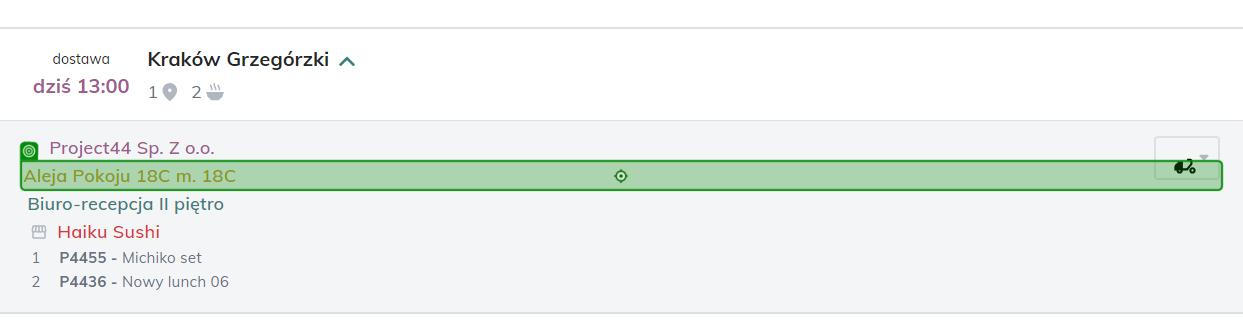 dostawa
dziś 13:00
Kraków Grzegórzki
1 2
Project44 Sp. Z o.o.
Aleja Pokoju 18C m. 18C
Biuro-recepcja II piętro
Haiku Sushi
1 P4455 - Michiko set
2 P4436 - Nowy lunch 06